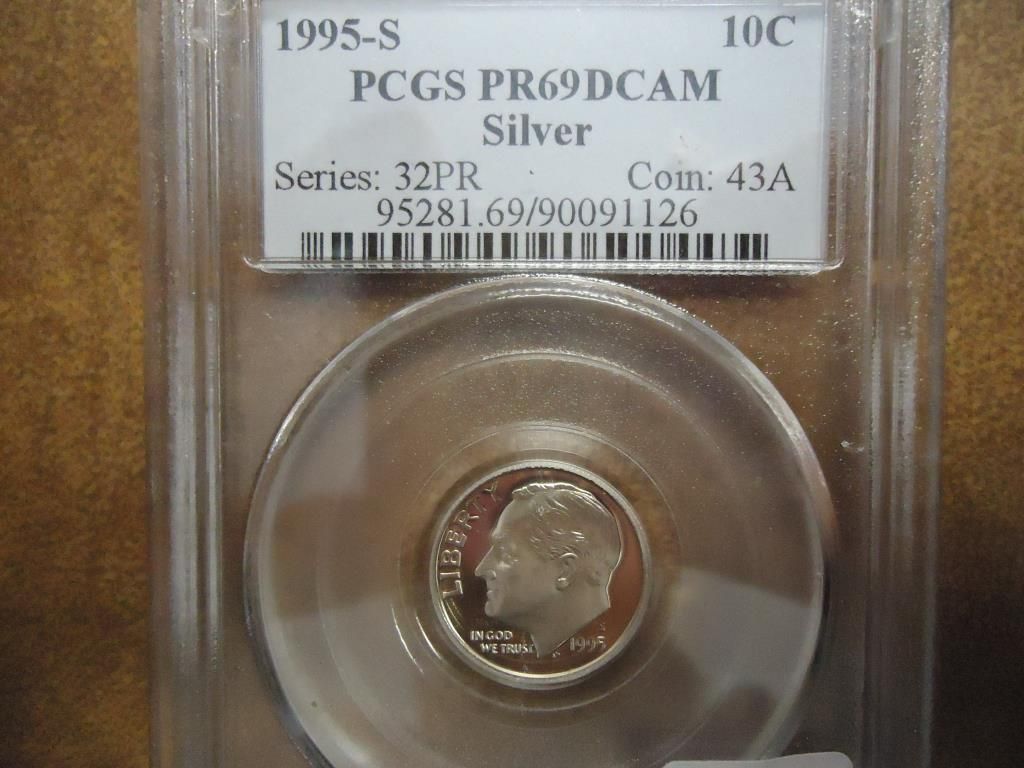 1995-S 10C
PCGS PR69DCAM
Silver
Series: 32PR Coin: 43A
95281.69/90091126
LIBERTY
IN GOD
WE TRUST
S
1995